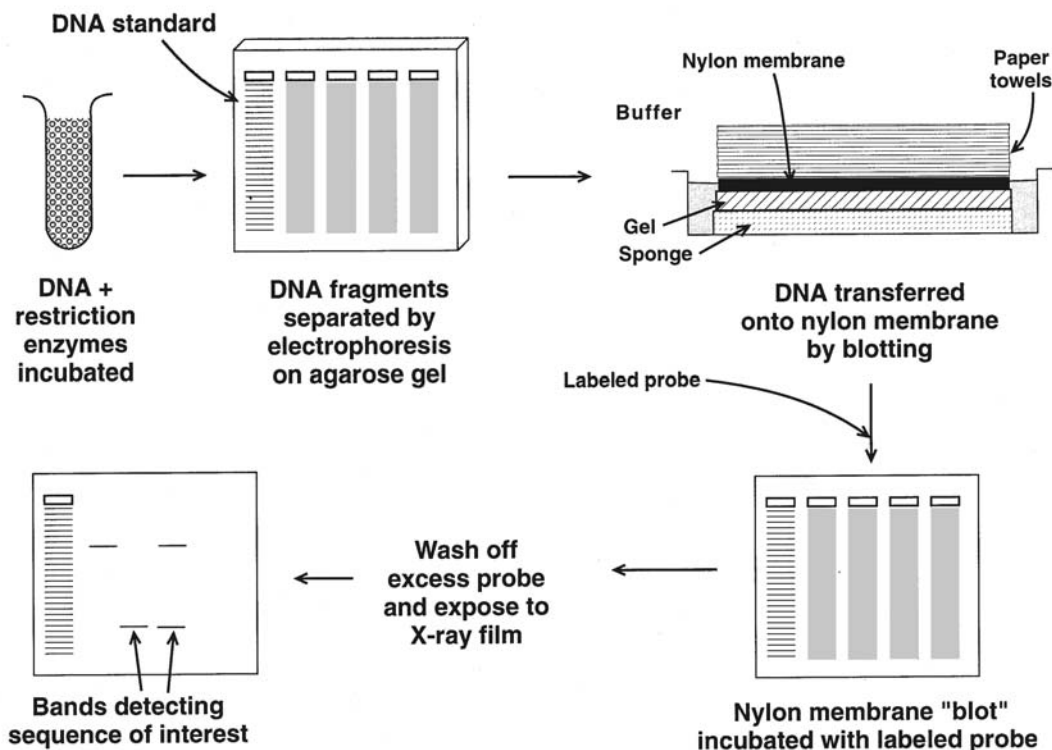 DNA standard
DNA +
restriction
enzymes
incubated
DNA fragments
separated by
electrophoresis
on agarose gel
Nylon membrane
Paper
towels
Buffer
Gel
Sponge
DNA transferred
onto nylon membrane
by blotting
Labeled probe
Nylon membrane "blot"
incubated with labeled probe
Wash off
excess probe
and expose to
X-ray film
Bands detecting
sequence of interest